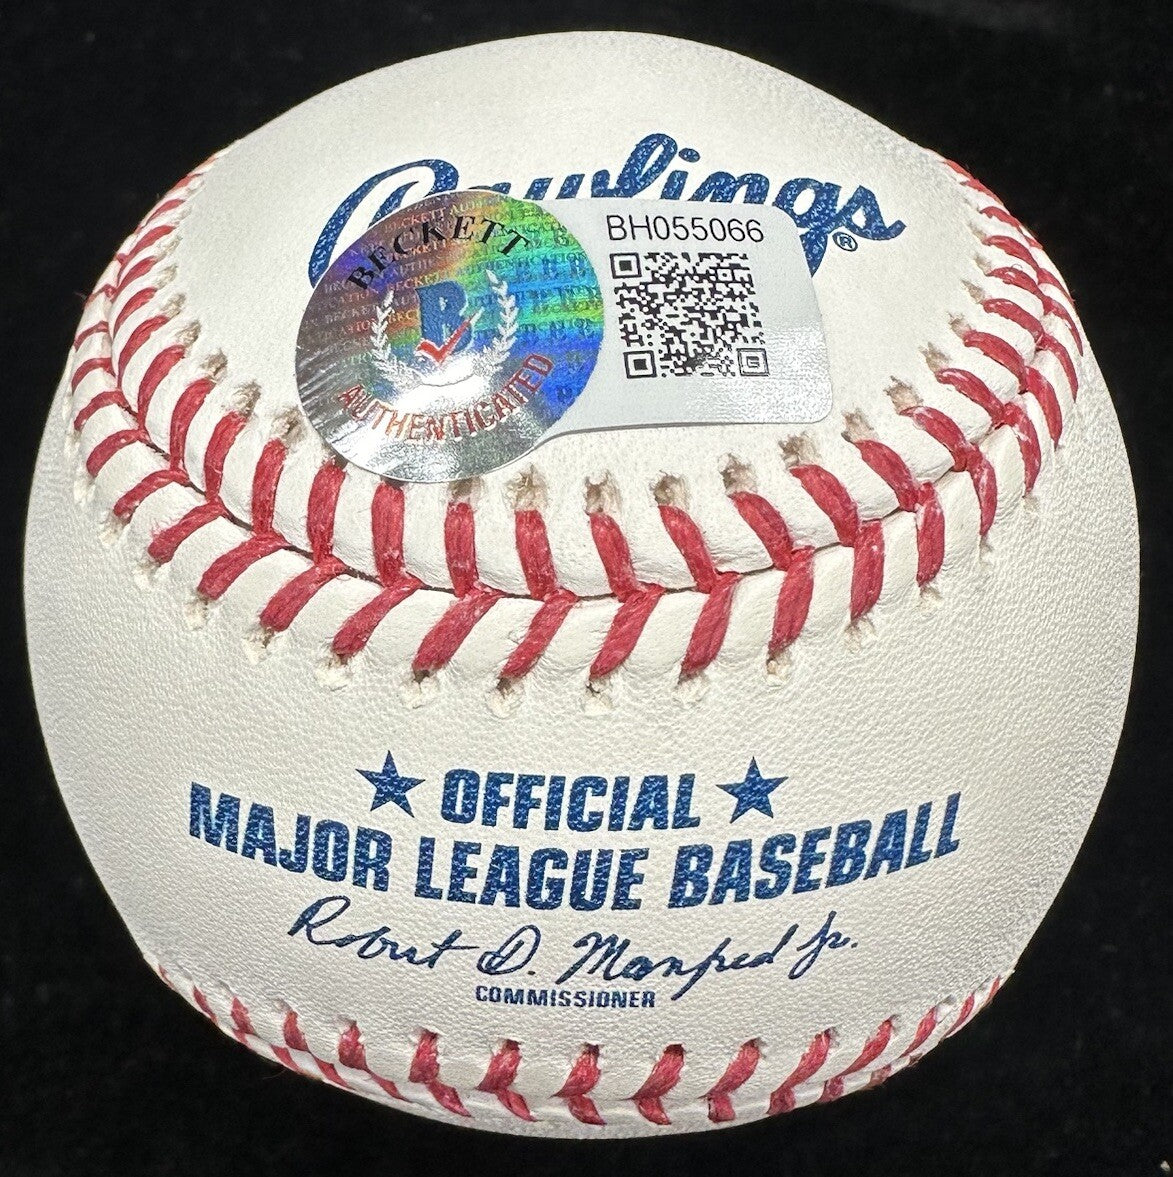 Rawlings®
BH055066
BECKETT
B
AUTHENTICATED
★ OFFICIAL ★
MAJOR LEAGUE BASEBALL
Robert D. Manfred Jr.
COMMISSIONER